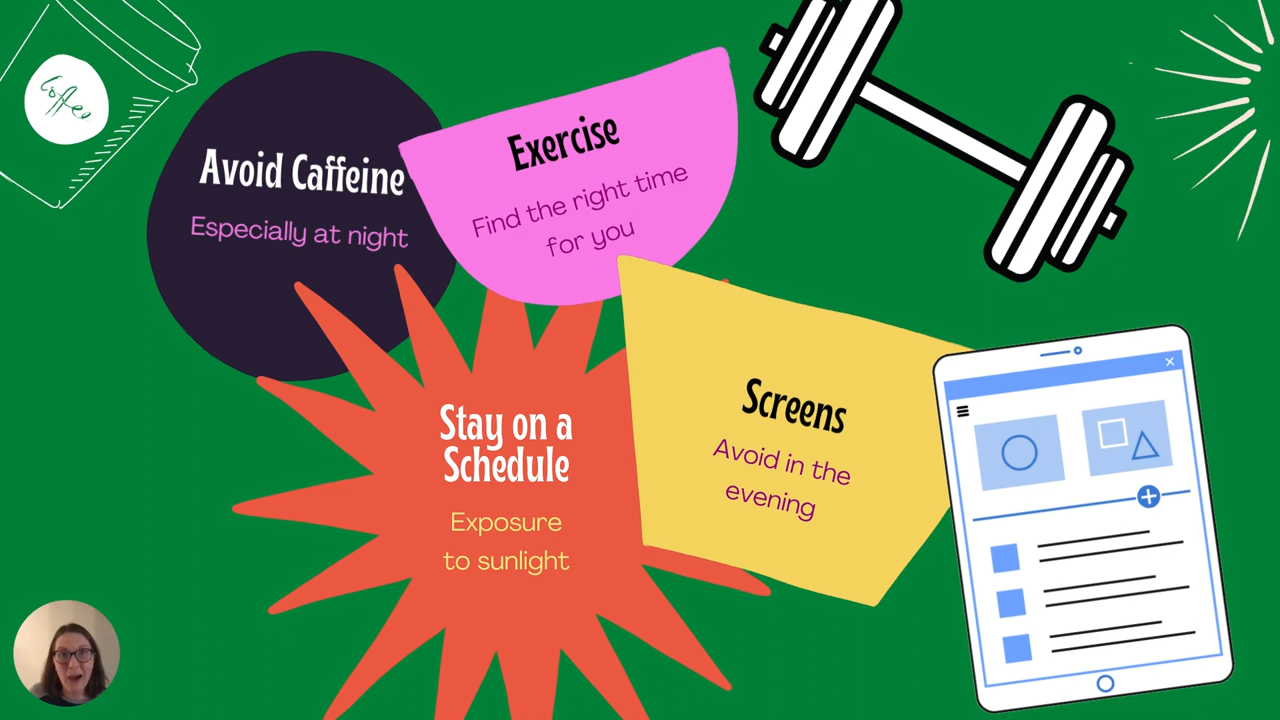 Coffee
Avoid Caffeine
Especially at night
Exercise
Find the right time
for you
Stay on a
Schedule
Exposure
to sunlight
Screens
Avoid in the
evening